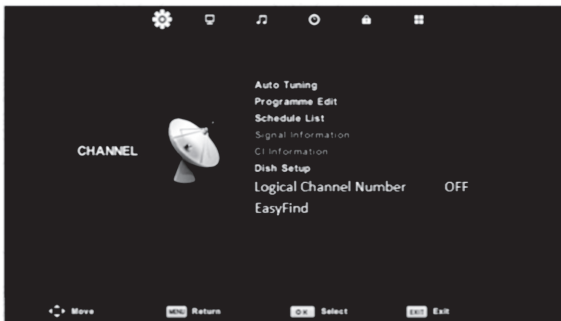 Auto Tuning
Programme Edit
Schedule List
Signal Information
CI Information
CHANNEL
Dish Setup
Logical Channel Number OFF
EasyFind
Move MENU Return OK Select EXIT Exit